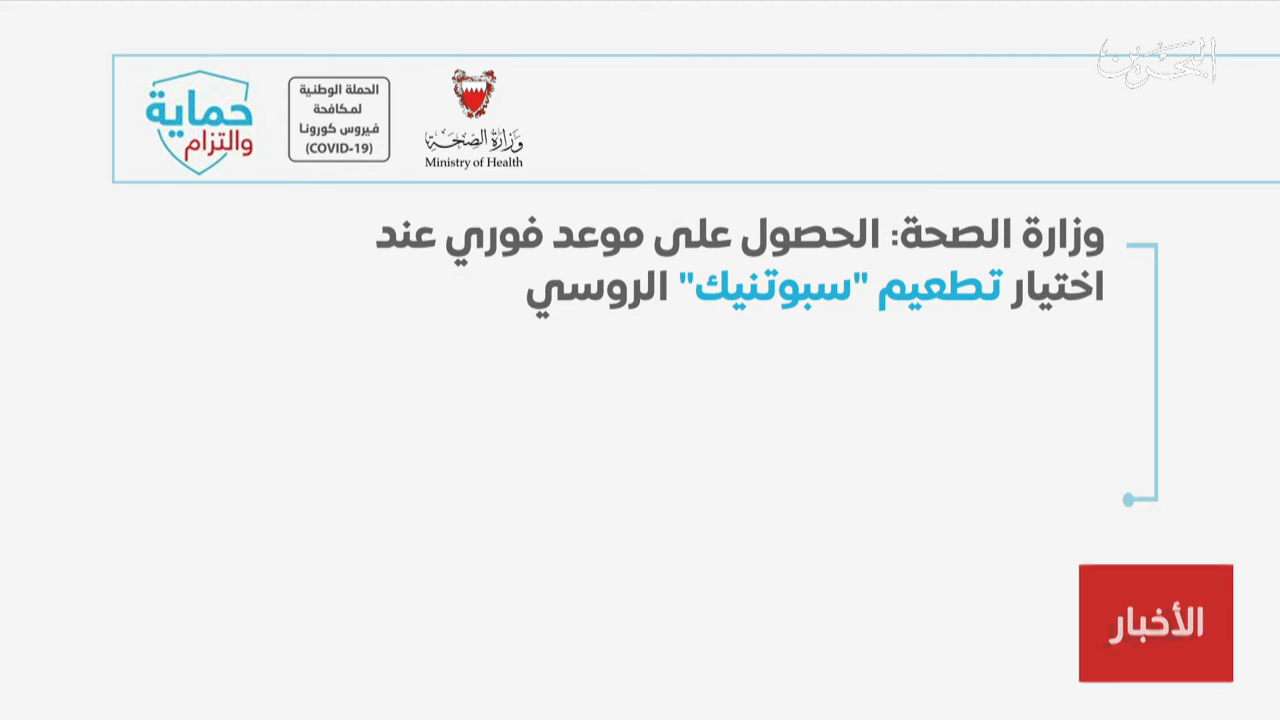 البحرين
وزارة الصحة
Ministry of Health
الحملة الوطنية
لمكافحة
فيروس كورونا
(COVID-19)
حماية
والتزام
وزارة الصحة: الحصول على موعد فوري عند
اختيار تطعيم "سبوتنيك" الروسي
الأخبار